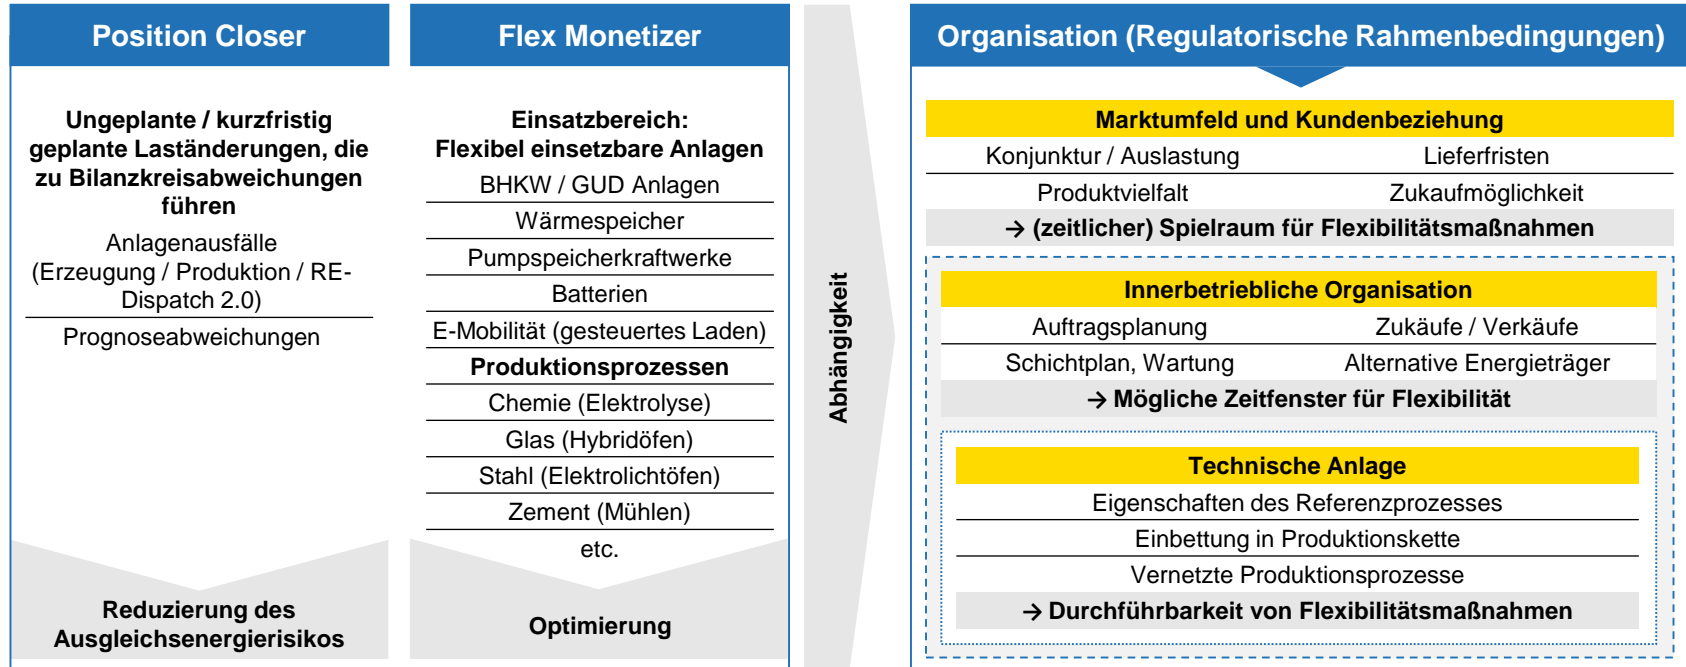 Position Closer
Ungeplante / kurzfristig
geplante Laständerungen, die
zu Bilanzkreisabweichungen
führen
Anlagenausfälle
(Erzeugung / Produktion / RE-
Dispatch 2.0)
Prognoseabweichungen
Reduzierung des
Ausgleichsenergierisikos
Flex Monetizer
Einsatzbereich:
Flexibel einsetzbare Anlagen
BHKW / GUD Anlagen
Wärmespeicher
Pumpspeicherkraftwerke
Batterien
E-Mobilität (gesteuertes Laden)
Produktionsprozessen
Chemie (Elektrolyse)
Glas (Hybridöfen)
Stahl (Elektrolichtöfen)
Zement (Mühlen)
etc.
Optimierung
Abhängigkeit
Organisation (Regulatorische Rahmenbedingungen)
Marktumfeld und Kundenbeziehung
Konjunktur / Auslastung Lieferfristen
Produktvielfalt Zukaufmöglichkeit
→ (zeitlicher) Spielraum für Flexibilitätsmaßnahmen
Innerbetriebliche Organisation
Auftragsplanung Zukäufe / Verkäufe
Schichtplan, Wartung Alternative Energieträger
→ Mögliche Zeitfenster für Flexibilität
Technische Anlage
Eigenschaften des Referenzprozesses
Einbettung in Produktionskette
Vernetzte Produktionsprozesse
→ Durchführbarkeit von Flexibilitätsmaßnahmen